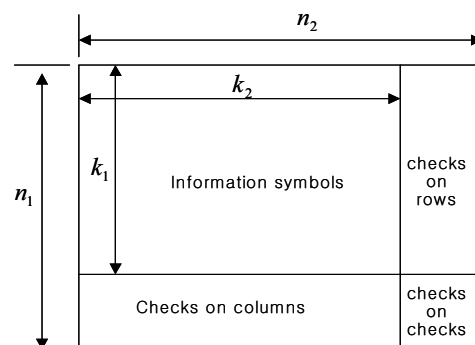 n₂
k₂
k₁
n₁
Information symbols
checks
on
rows
Checks on columns
checks
on
checks